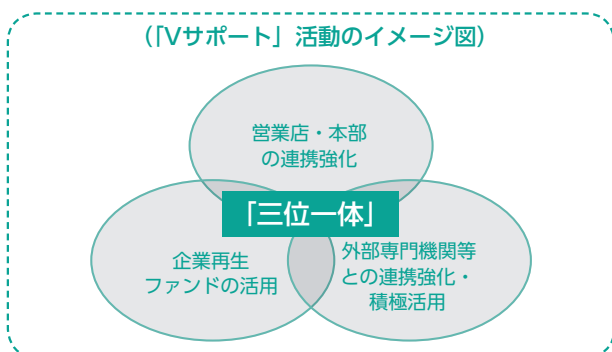 (「Vサポート」活動のイメージ図)
営業店・本部
の連携強化
「三位一体」
企業再生
ファンドの活用
外部専門機関等
との連携強化・
積極活用